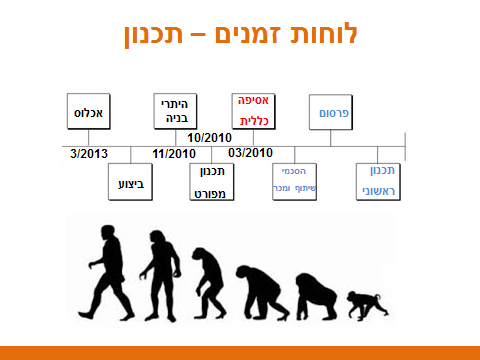 לוחות זמנים – תכנון
פרסום
אסיפה
כללית
היתרי
בניה
אכלוס
10/2010
03/2010
11/2010
3/2013
תכנון
ראשוני
הסכמי
שיתוף ומכר
תכנון
מפורט
ביצוע